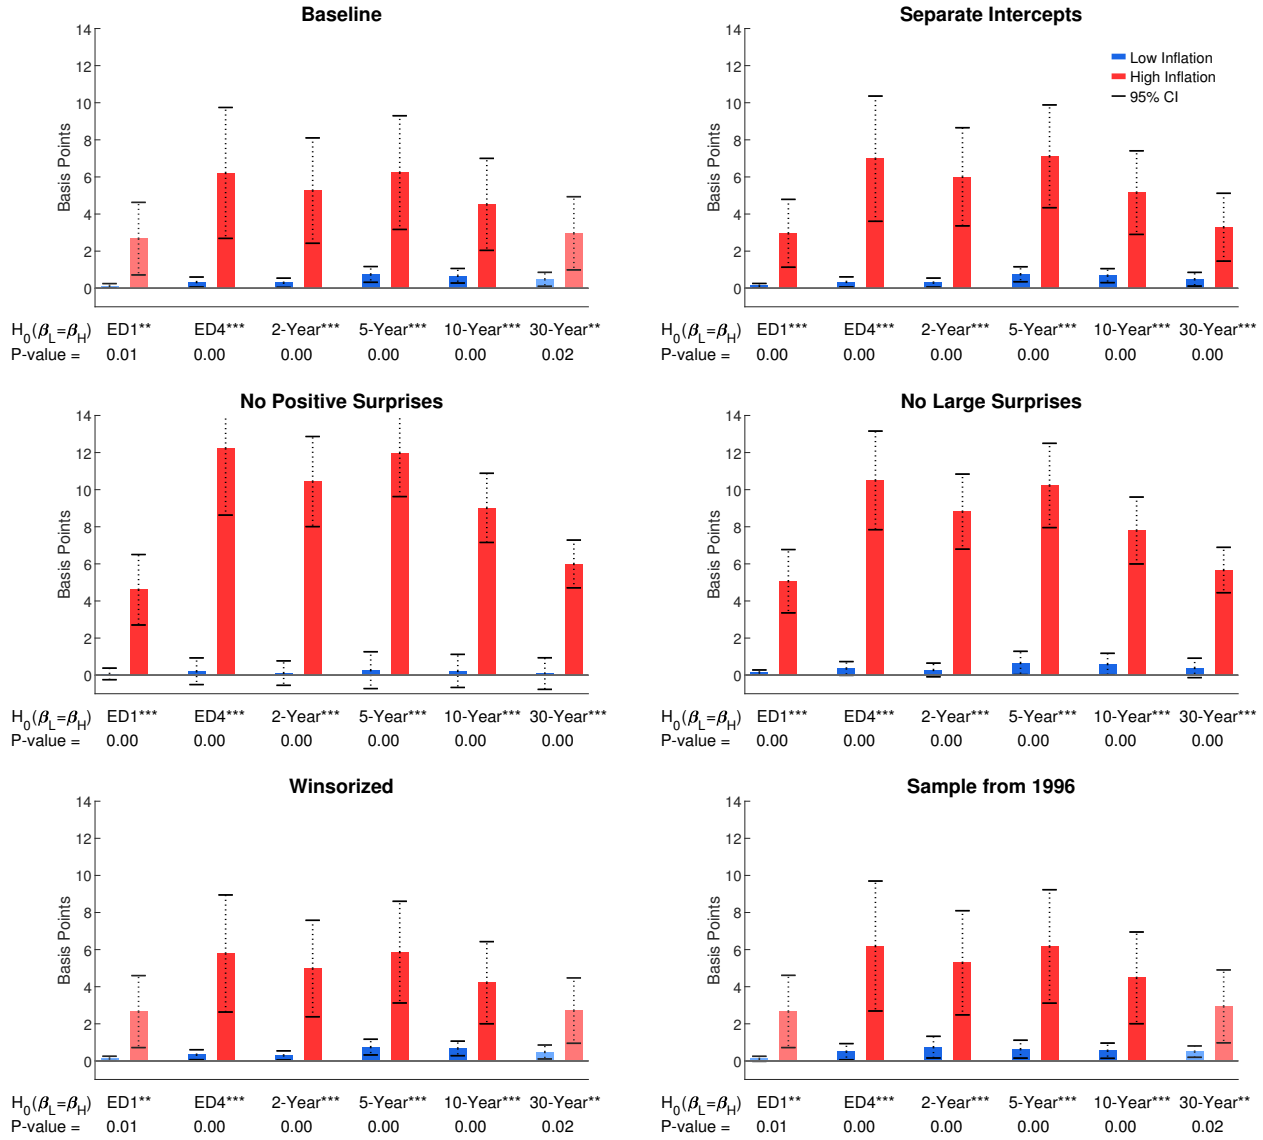 Baseline
Separate Intercepts
14
12
10
8
6
4
2
0
Basis Points
H0(βL=βH) ED1** ED4*** 2-Year*** 5-Year*** 10-Year*** 30-Year**
P-value = 0.01 0.00 0.00 0.00 0.00 0.02
14
12
10
8
6
4
2
0
Basis Points
Low Inflation
High Inflation
95% CI
H0(βL=βH) ED1*** ED4*** 2-Year*** 5-Year*** 10-Year*** 30-Year***
P-value = 0.00 0.00 0.00 0.00 0.00 0.00
No Positive Surprises
No Large Surprises
14
12
10
8
6
4
2
0
Basis Points
H0(βL=βH) ED1*** ED4*** 2-Year*** 5-Year*** 10-Year*** 30-Year***
P-value = 0.00 0.00 0.00 0.00 0.00 0.00
14
12
10
8
6
4
2
0
Basis Points
H0(βL=βH) ED1*** ED4*** 2-Year*** 5-Year*** 10-Year*** 30-Year***
P-value = 0.00 0.00 0.00 0.00 0.00 0.00
Winsorized
Sample from 1996
14
12
10
8
6
4
2
0
Basis Points
H0(βL=βH) ED1** ED4*** 2-Year*** 5-Year*** 10-Year*** 30-Year**
P-value = 0.01 0.00 0.00 0.00 0.00 0.02
14
12
10
8
6
4
2
0
Basis Points
H0(βL=βH) ED1** ED4*** 2-Year*** 5-Year*** 10-Year*** 30-Year**
P-value = 0.01 0.00 0.00 0.00 0.00 0.02